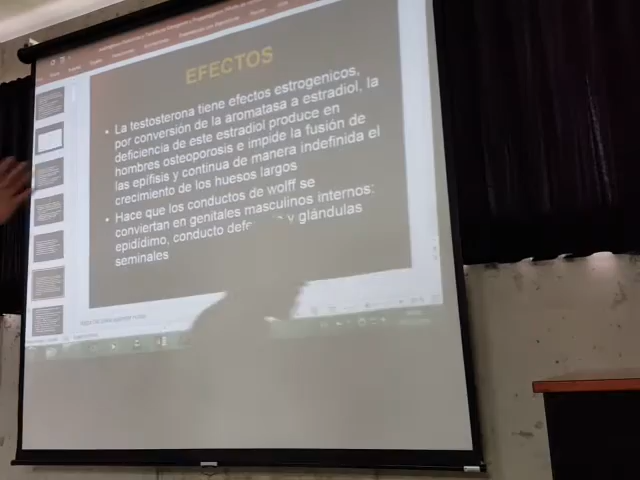 EFECTOS
• La testosterona tiene efectos estrogenicos,
por conversión de la aromatasa a estradiol, la
deficiencia de este estradiol produce en
hombres osteoporosis e impide la fusión de
las epífisis y continua de manera indefinida el
crecimiento de los huesos largos
• Hace que los conductos de wolff se
conviertan en genitales masculinos internos:
epidídimo, conducto defe y glándulas
seminales